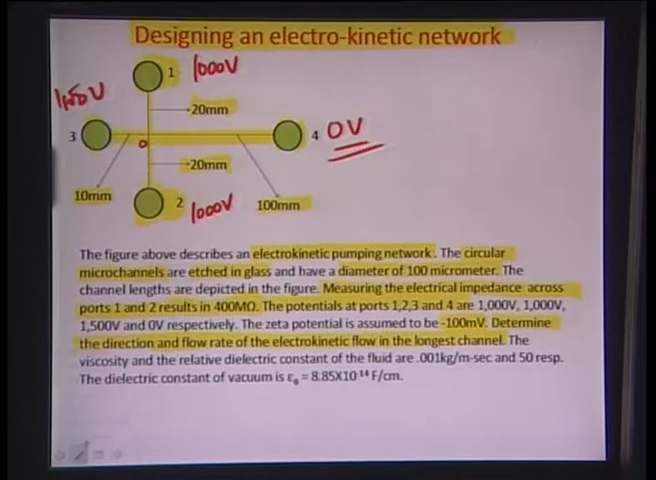 Designing an electro-kinetic network
1 1000V
1500V
20mm
3
4 0V
0
20mm
10mm
2 1000V
100mm
The figure above describes an electrokinetic pumping network. The circular
microchannels are etched in glass and have a diameter of 100 micrometer. The
channel lengths are depicted in the figure. Measuring the electrical impedance across
ports 1 and 2 results in 400MΩ. The potentials at ports 1,2,3 and 4 are 1,000V, 1,000V,
1,500V and 0V respectively. The zeta potential is assumed to be -100mV. Determine
the direction and flow rate of the electrokinetic flow in the longest channel. The
viscosity and the relative dielectric constant of the fluid are .001kg/m-sec and 50 resp.
The dielectric constant of vacuum is ε₀ = 8.85X10⁻¹⁴ F/cm.